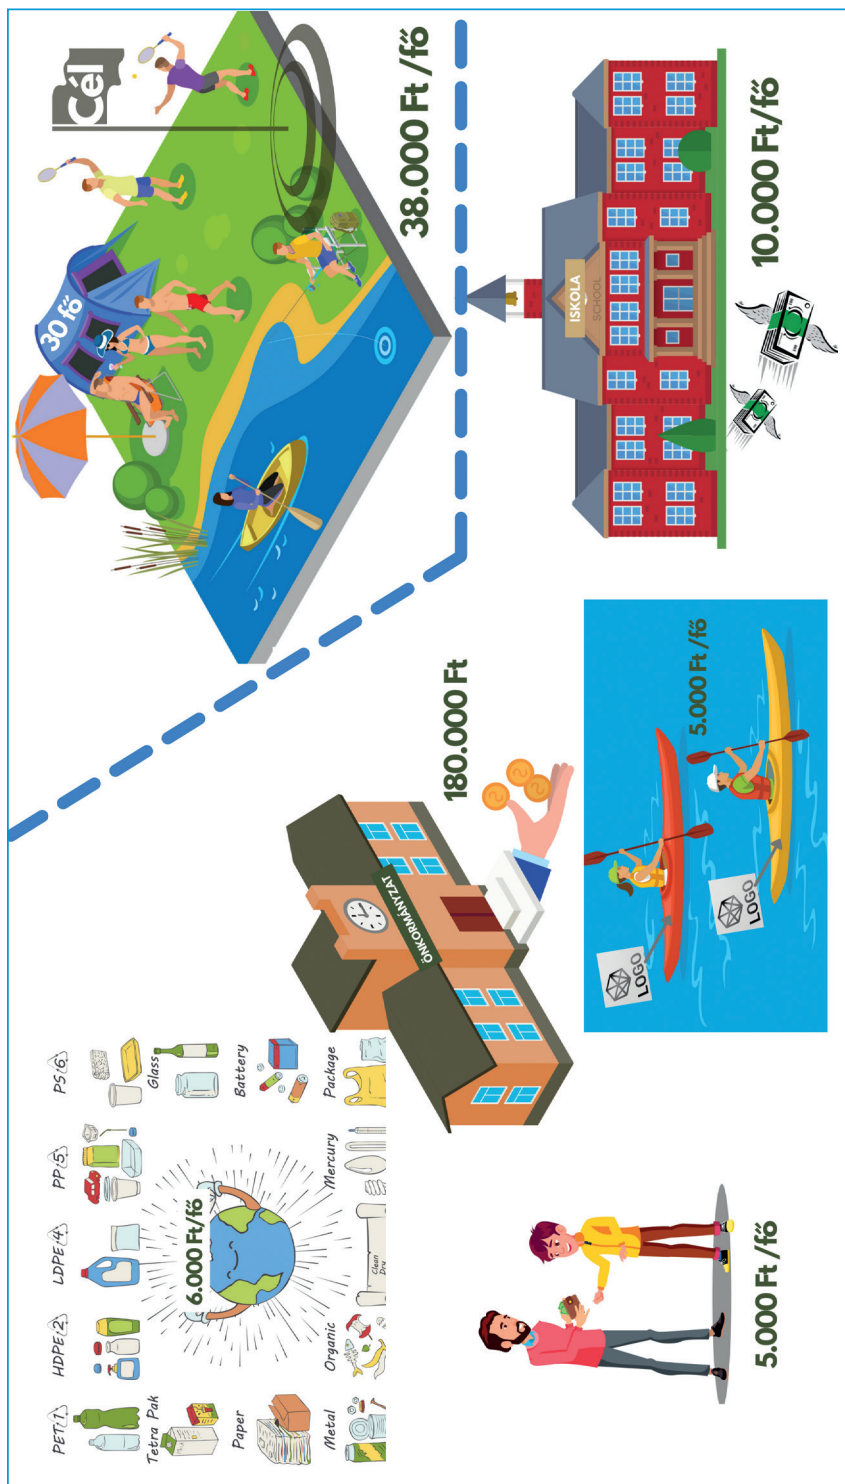 PET 1
HDPE 2
LDPE 4
PP 5
PS 6
Tetra Pak
Glass
6.000 Ft/fő
Paper
Battery
Metal
Organic
Clean
Dry
Mercury
Package
30 fő
Cél
38.000 Ft /fő
ÖNKORMÁNYZAT
180.000 Ft
ISKOLA
SCHOOL
10.000 Ft/fő
5.000 Ft /fő
LOGO
LOGO
5.000 Ft /fő